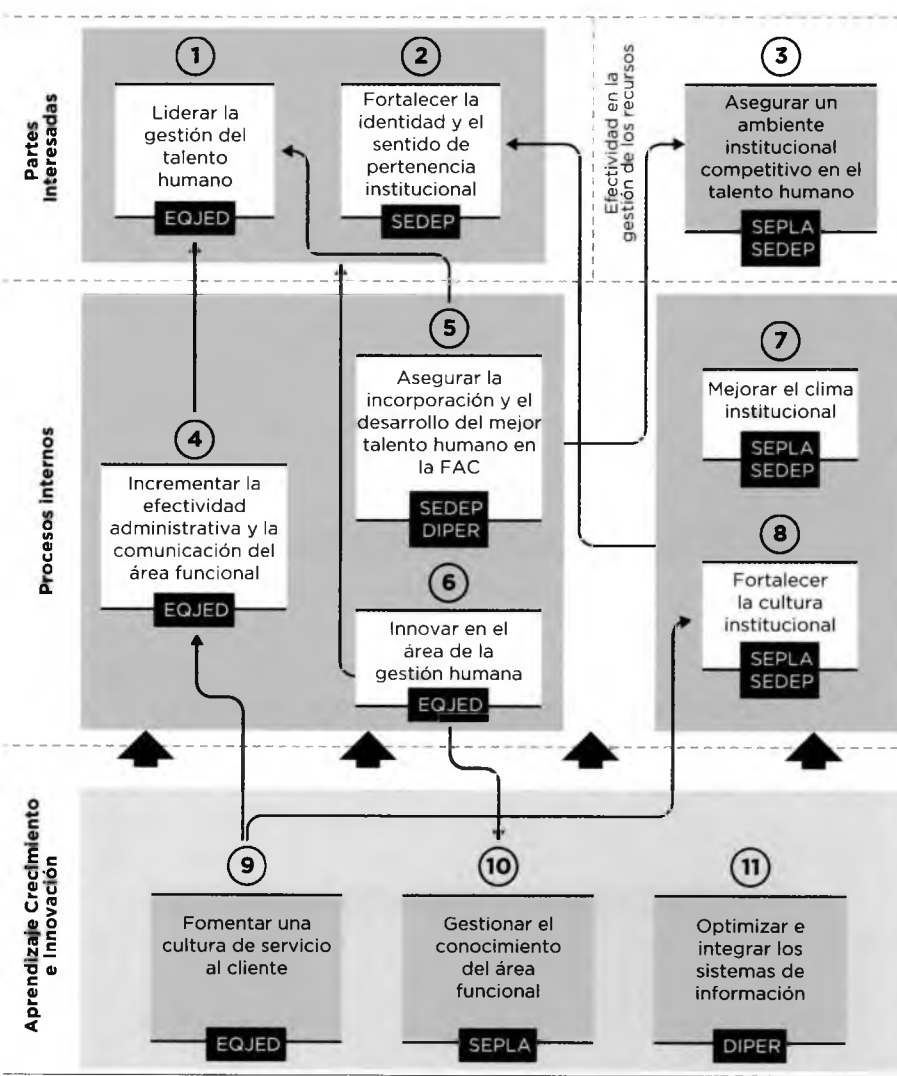 Partes
Interesadas
1
Liderar la
gestión del
talento
humano
EQJED
2
Fortalecer la
identidad y el
sentido de
pertenencia
institucional
SEDEP
Efectividad en la
gestión de los recursos
3
Asegurar un
ambiente
institucional
competitivo en el
talento humano
SEPLA
SEDEP
Procesos internos
4
Incrementar la
efectividad
administrativa y la
comunicación del
área funcional
EQJED
5
Asegurar la
incorporación y el
desarrollo del mejor
talento humano en
la FAC
SEDEP
DIPER
6
Innovar en el
área de la
gestión humana
EQJED
7
Mejorar el clima
institucional
SEPLA
SEDEP
8
Fortalecer
la cultura
institucional
SEPLA
SEDEP
Aprendizaje Crecimiento
e Innovación
9
Fomentar una
cultura de servicio
al cliente
EQJED
10
Gestionar el
conocimiento
del área
funcional
SEPLA
11
Optimizar e
integrar los
sistemas de
información
DIPER